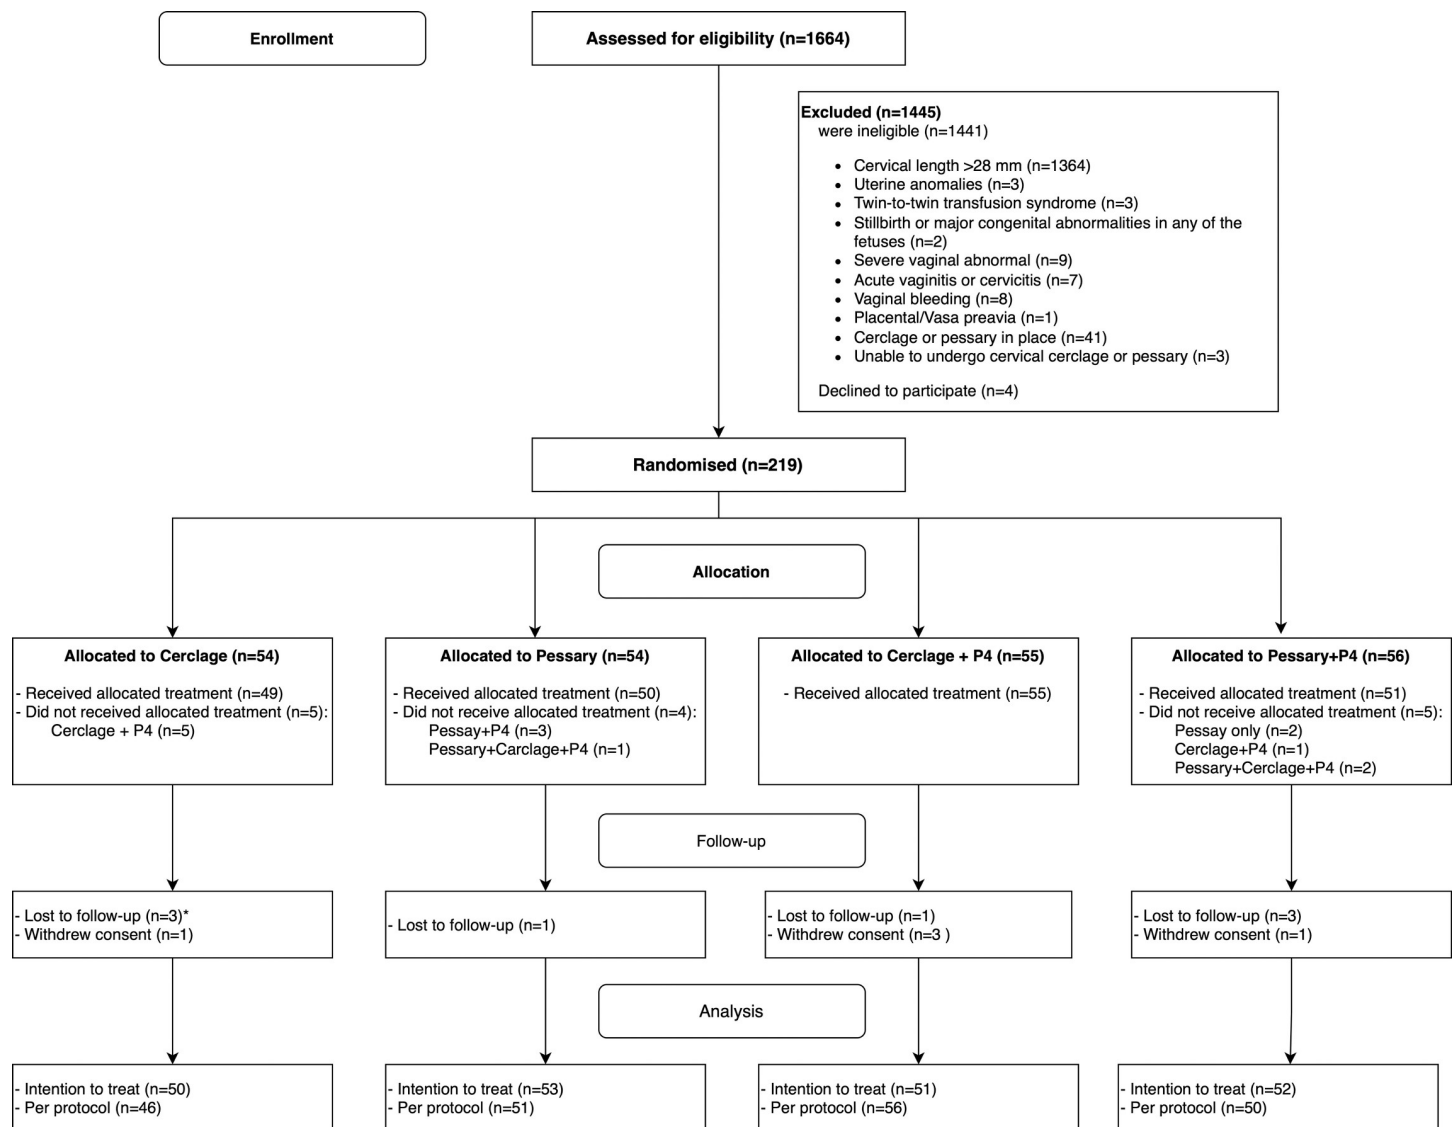 Enrollment
Assessed for eligibility (n=1664)
Excluded (n=1445)
were ineligible (n=1441)
• Cervical length >28 mm (n=1364)
• Uterine anomalies (n=3)
• Twin-to-twin transfusion syndrome (n=3)
• Stillbirth or major congenital abnormalities in any of the
fetuses (n=2)
• Severe vaginal abnormal (n=9)
• Acute vaginitis or cervicitis (n=7)
• Vaginal bleeding (n=8)
• Placental/Vasa preavia (n=1)
• Cerclage or pessary in place (n=41)
• Unable to undergo cervical cerclage or pessary (n=3)
Declined to participate (n=4)
Randomised (n=219)
Allocation
Allocated to Cerclage (n=54)
- Received allocated treatment (n=49)
- Did not received allocated treatment (n=5):
Cerclage + P4 (n=5)
Allocated to Pessary (n=54)
- Received allocated treatment (n=50)
- Did not receive allocated treatment (n=4):
Pessay+P4 (n=3)
Pessary+Carclage+P4 (n=1)
Allocated to Cerclage + P4 (n=55)
- Received allocated treatment (n=55)
Allocated to Pessary+P4 (n=56)
- Received allocated treatment (n=51)
- Did not receive allocated treatment (n=5):
Pessay only (n=2)
Cerclage+P4 (n=1)
Pessary+Cerclage+P4 (n=2)
Follow-up
- Lost to follow-up (n=3)*
- Withdrew consent (n=1)
- Lost to follow-up (n=1)
- Lost to follow-up (n=1)
- Withdrew consent (n=3 )
- Lost to follow-up (n=3)
- Withdrew consent (n=1)
Analysis
- Intention to treat (n=50)
- Per protocol (n=46)
- Intention to treat (n=53)
- Per protocol (n=51)
- Intention to treat (n=51)
- Per protocol (n=56)
- Intention to treat (n=52)
- Per protocol (n=50)